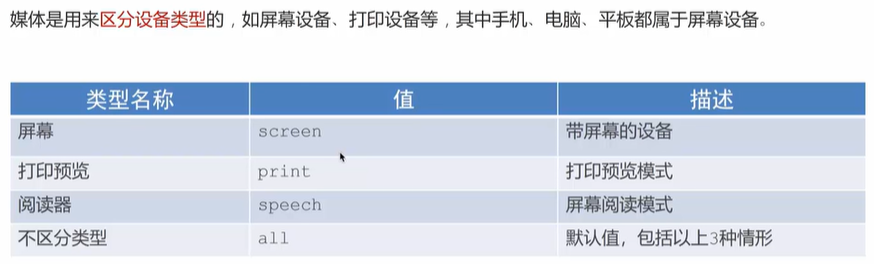 媒体是用来区分设备类型的，如屏幕设备、打印设备等，其中手机、电脑、平板都属于屏幕设备。
类型名称 值 描述
屏幕 screen 带屏幕的设备
打印预览 print 打印预览模式
阅读器 speech 屏幕阅读模式
不区分类型 all 默认值，包括以上3种情形